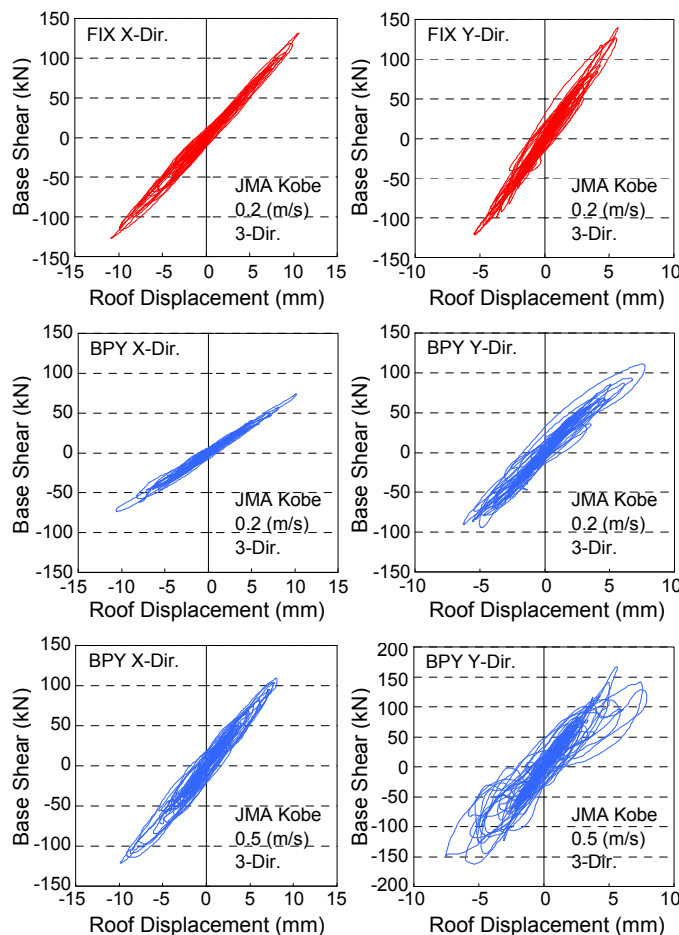 FIX X-Dir.
150
100
50
0
-50
-100
-150
-15 -10 -5 0 5 10 15
Base Shear (kN)
Roof Displacement (mm)
JMA Kobe
0.2 (m/s)
3-Dir.
FIX Y-Dir.
150
100
50
0
-50
-100
-150
-10 -5 0 5 10
Base Shear (kN)
Roof Displacement (mm)
JMA Kobe
0.2 (m/s)
3-Dir.
BPY X-Dir.
150
100
50
0
-50
-100
-150
-15 -10 -5 0 5 10 15
Base Shear (kN)
Roof Displacement (mm)
JMA Kobe
0.2 (m/s)
3-Dir.
BPY Y-Dir.
150
100
50
0
-50
-100
-150
-10 -5 0 5 10
Base Shear (kN)
Roof Displacement (mm)
JMA Kobe
0.2 (m/s)
3-Dir.
BPY X-Dir.
150
100
50
0
-50
-100
-150
-15 -10 -5 0 5 10 15
Base Shear (kN)
Roof Displacement (mm)
JMA Kobe
0.5 (m/s)
3-Dir.
BPY Y-Dir.
200
150
100
50
0
-50
-100
-150
-200
-10 -5 0 5 10
Base Shear (kN)
Roof Displacement (mm)
JMA Kobe
0.5 (m/s)
3-Dir.